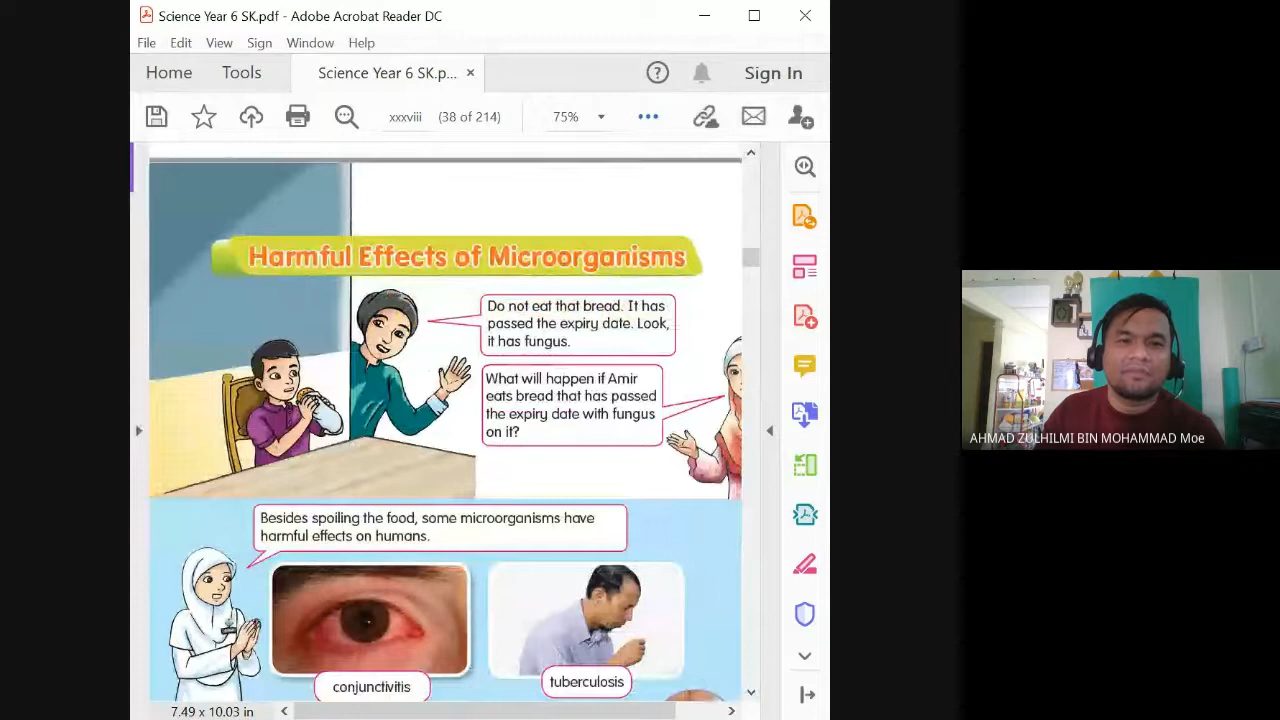 Science Year 6 SK.pdf - Adobe Acrobat Reader DC
File Edit View Sign Window Help
Home Tools Science Year 6 SK.p... × Sign In
xxxviii (38 of 214) 75%
Harmful Effects of Microorganisms
Do not eat that bread. It has
passed the expiry date. Look,
it has fungus.
What will happen if Amir
eats bread that has passed
the expiry date with fungus
on it?
Besides spoiling the food, some microorganisms have
harmful effects on humans.
conjunctivitis
tuberculosis
7.49 x 10.03 in
AHMAD ZULHILMI BIN MOHAMMAD Moe